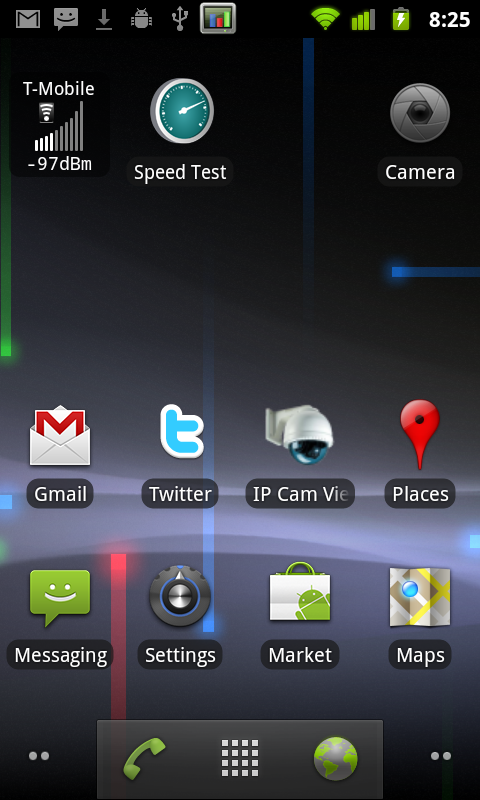 8:25
T-Mobile
-97dBm
Speed Test
Camera
Gmail
Twitter
IP Cam Vie
Places
Messaging
Settings
Market
Maps